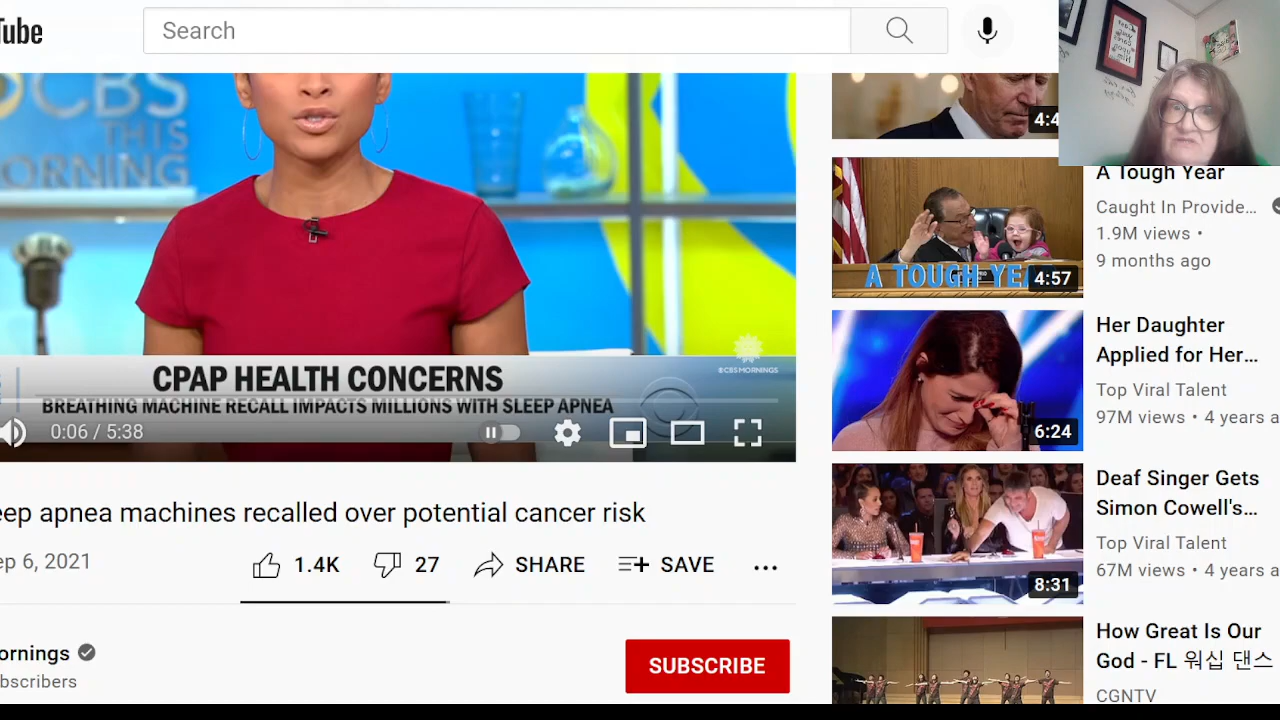 Tube
Search
CBS
THIS
MORNING
CPAP HEALTH CONCERNS
BREATHING MACHINE RECALL IMPACTS MILLIONS WITH SLEEP APNEA
©CBS MORNINGS
0:06 / 5:38
eep apnea machines recalled over potential cancer risk
ep 6, 2021
1.4K
27
SHARE
SAVE
ornings
bscribers
SUBSCRIBE
4:4
A TOUGH YEA
4:57
A Tough Year
Caught In Provide...
1.9M views •
9 months ago
6:24
Her Daughter
Applied for Her...
Top Viral Talent
97M views • 4 years a
8:31
Deaf Singer Gets
Simon Cowell's...
Top Viral Talent
67M views • 4 years a
How Great Is Our
God - FL 워십 댄스
CGNTV